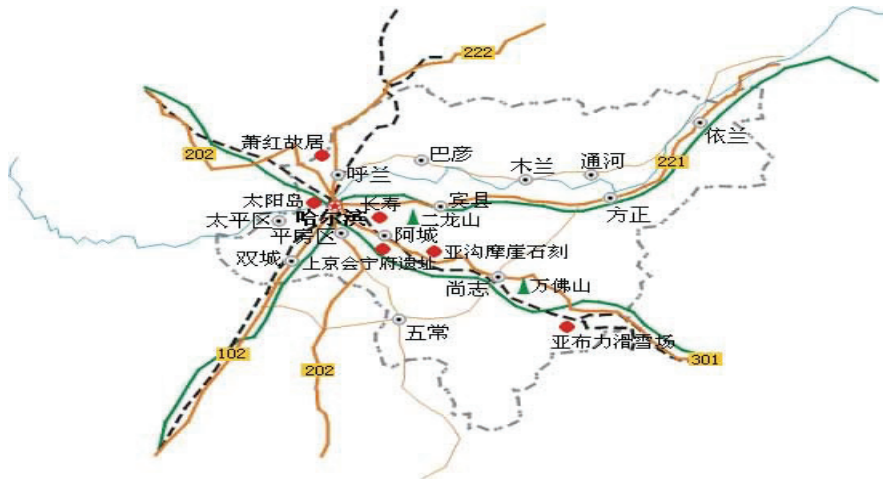 222
萧红故居
202
巴彦
呼兰
木兰
通河
依兰
221
太阳岛
长寿
宾县
二龙山
方正
太平区
哈尔滨
平房区
阿城
双城
上京会宁府遗址
亚沟摩崖石刻
尚志
万佛山
五常
亚布力滑雪场
102
202
301